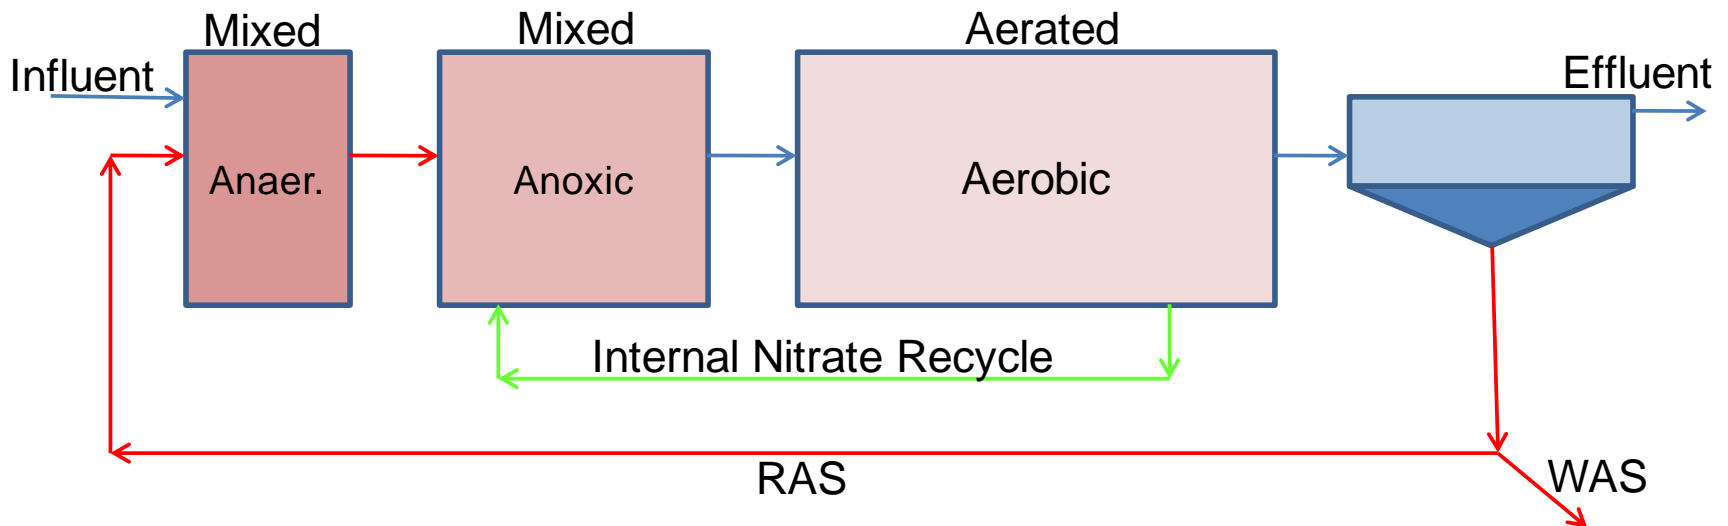 Mixed
Mixed
Aerated
Influent
Effluent
Anaer.
Anoxic
Aerobic
Internal Nitrate Recycle
RAS
WAS